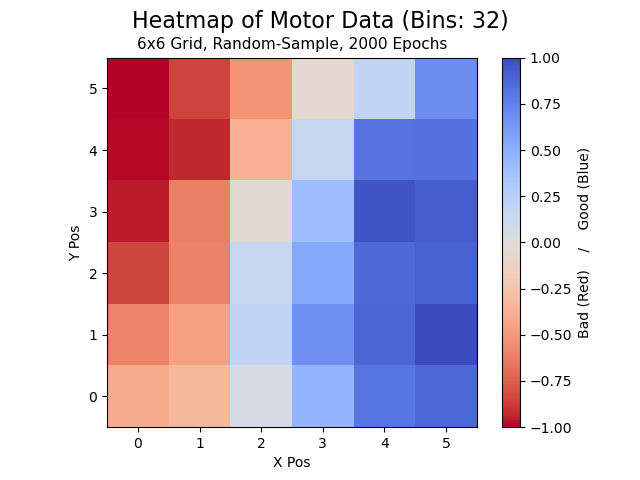 Heatmap of Motor Data (Bins: 32)
6x6 Grid, Random-Sample, 2000 Epochs
5
4
3
2
1
0
Y Pos
0 1 2 3 4 5
X Pos
1.00
0.75
0.50
0.25
0.00
−0.25
−0.50
−0.75
−1.00
Bad (Red) / Good (Blue)